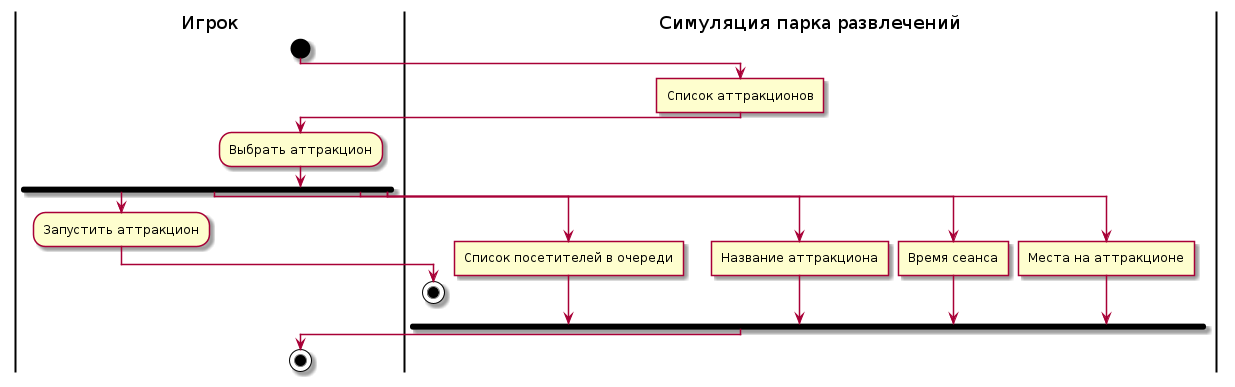 Игрок
Симуляция парка развлечений
Список аттракционов
Выбрать аттракцион
Запустить аттракцион
Список посетителей в очереди
Название аттракциона
Время сеанса
Места на аттракционе